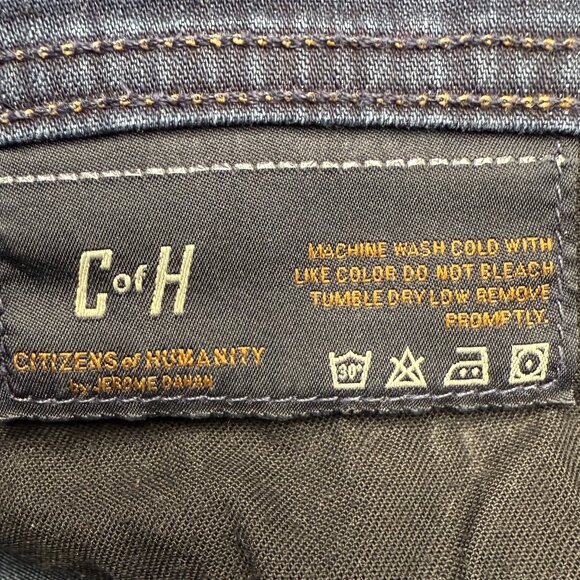 C of H
CITIZENS of HUMANITY
by JEROME DAHAN
MACHINE WASH COLD WITH
LIKE COLOR DO NOT BLEACH
TUMBLE DRY LOW REMOVE
PROMPTLY.
30°